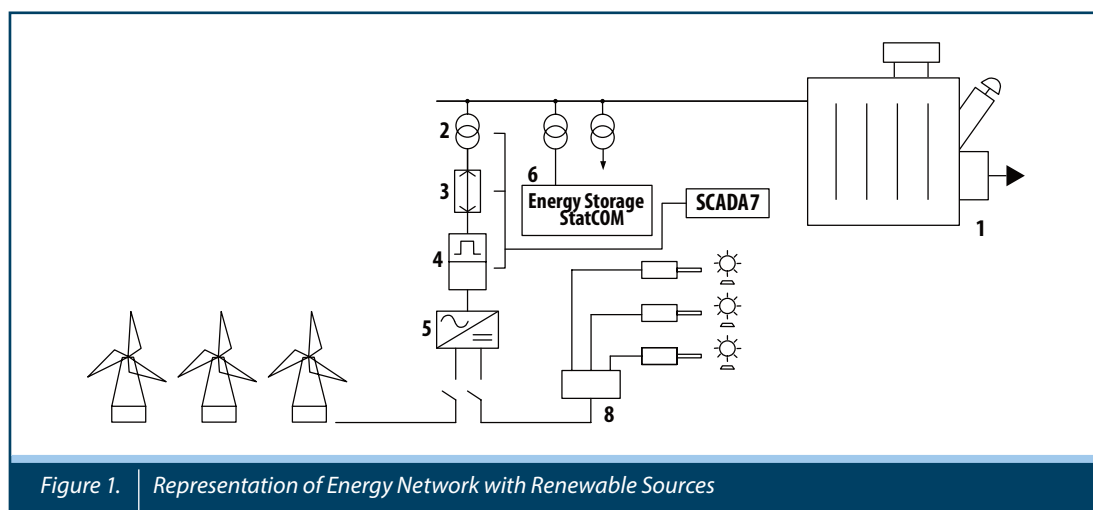 2
3
4
5
6
Energy Storage
StatCOM
SCADA7
1
8
Figure 1. Representation of Energy Network with Renewable Sources